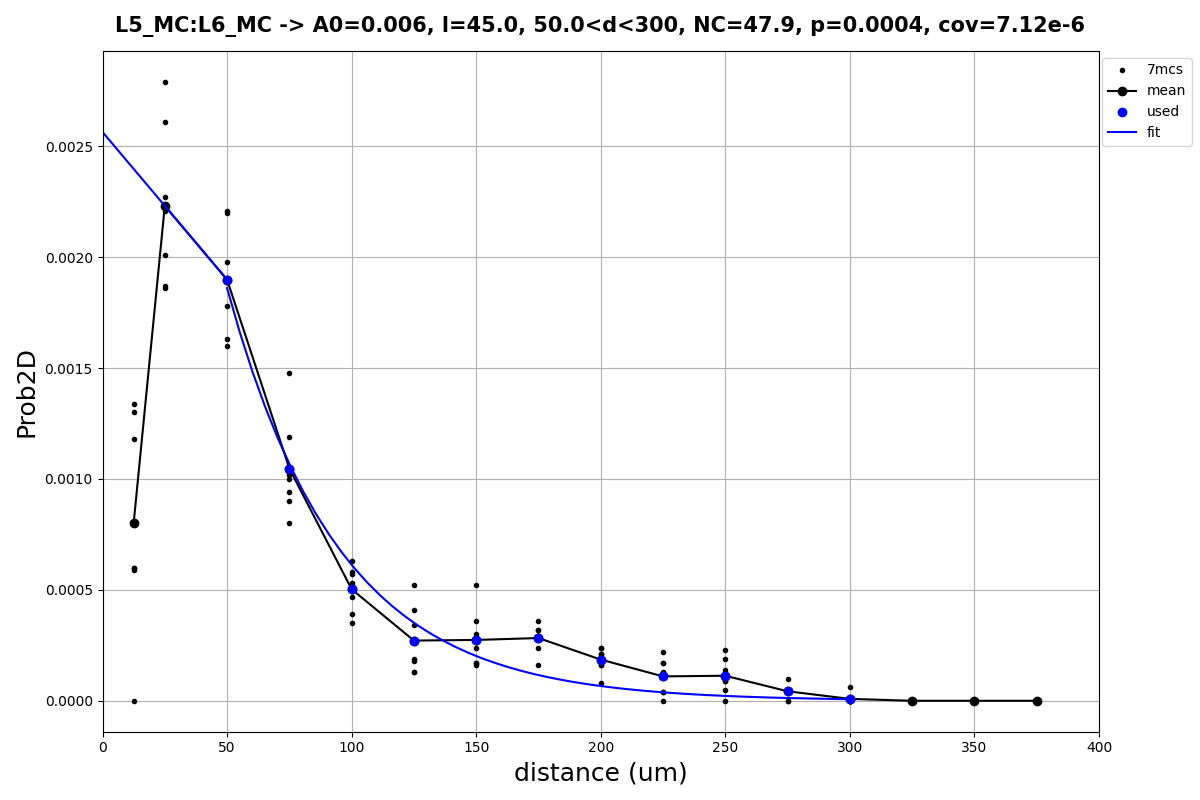 L5_MC:L6_MC -> A0=0.006, l=45.0, 50.0<d<300, NC=47.9, p=0.0004, cov=7.12e-6
7mcs
mean
used
fit
0.0025
0.0020
0.0015
0.0010
0.0005
0.0000
Prob2D
0 50 100 150 200 250 300 350 400
distance (um)